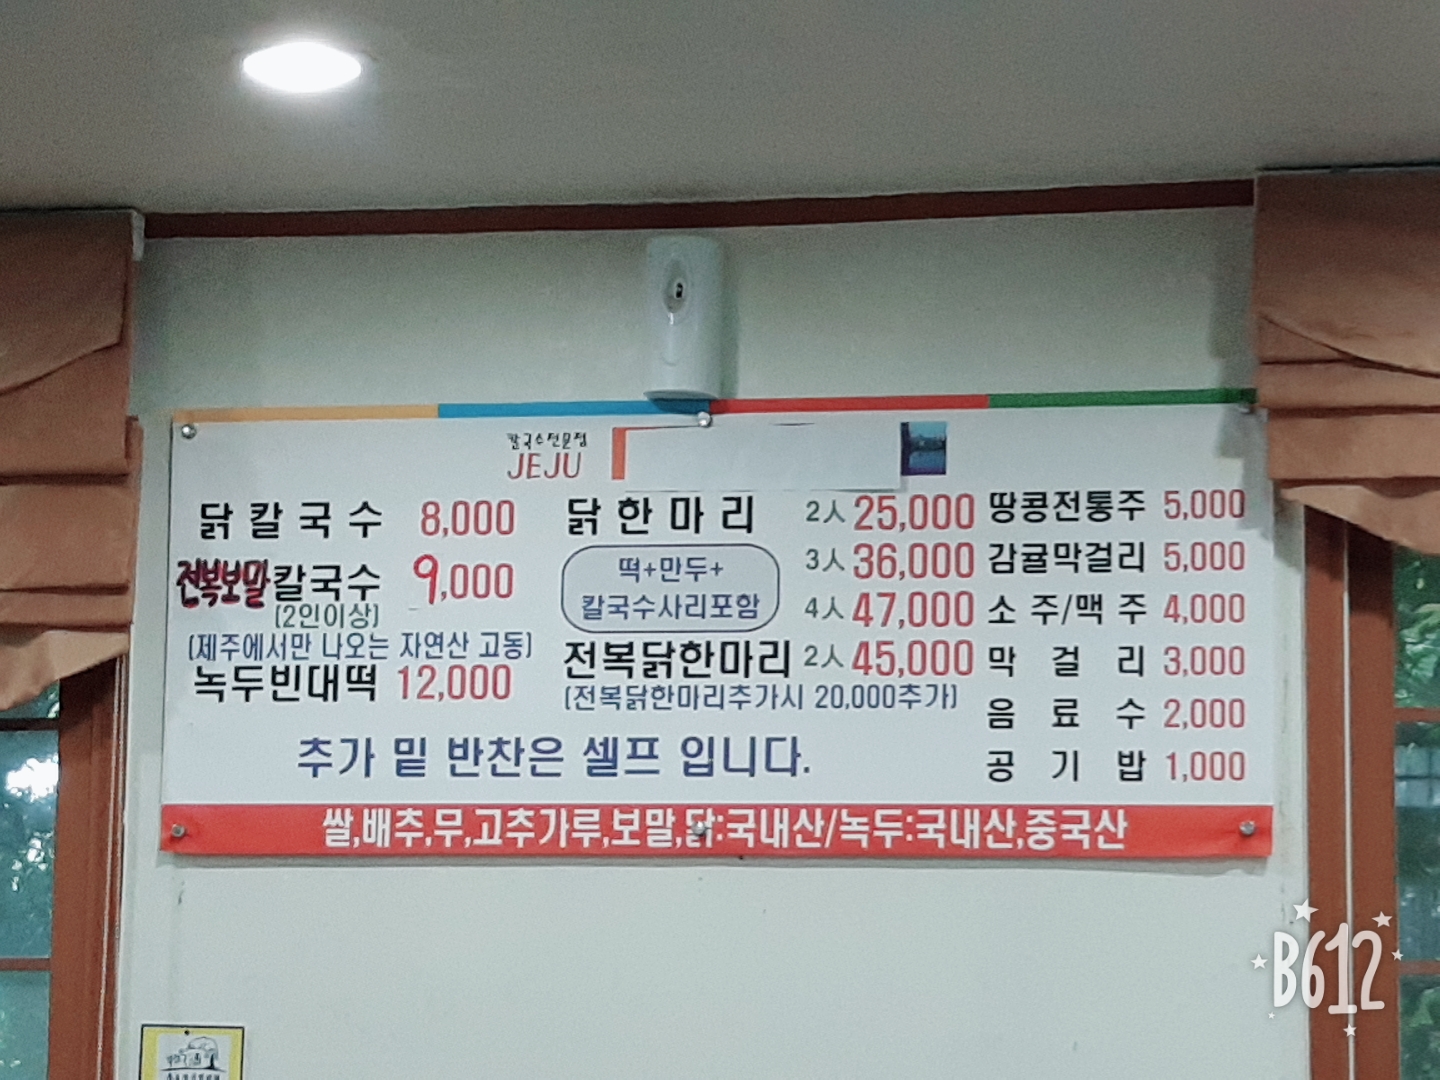 칼국수전문점
JEJU
닭칼국수 8,000
전복보말칼국수 9,000
(2인이상)
(제주에서만 나오는 자연산 고동)
녹두빈대떡 12,000
닭한마리 2人 25,000
떡+만두+ 3人 36,000
칼국수사리포함 4人 47,000
전복닭한마리 2人 45,000
(전복닭한마리추가시 20,000추가)
땅콩전통주 5,000
감귤막걸리 5,000
소주/맥주 4,000
막걸리 3,000
음료수 2,000
공기밥 1,000
추가 밑 반찬은 셀프 입니다.
쌀,배추,무,고추가루,보말,닭:국내산/녹두:국내산,중국산
B612